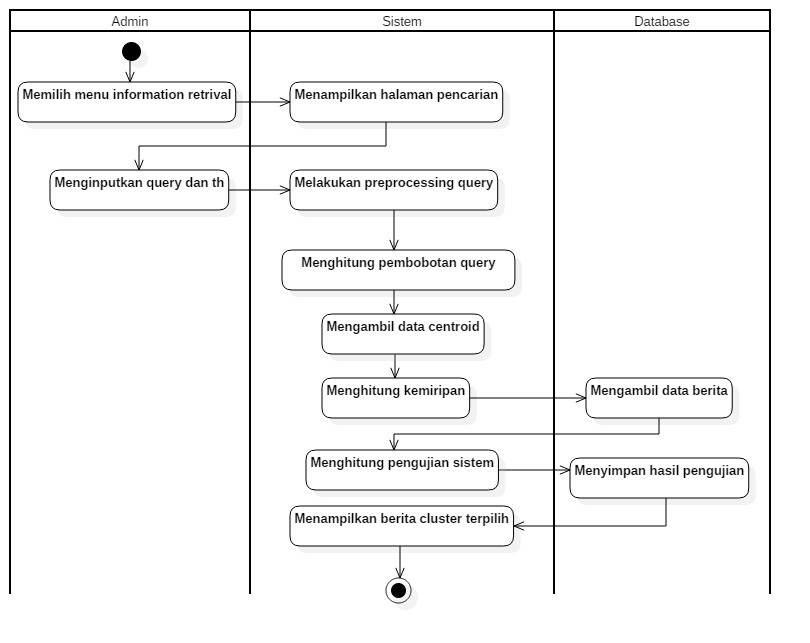 Admin
Sistem
Database
Memilih menu information retrival
Menampilkan halaman pencarian
Menginputkan query dan th
Melakukan preprocessing query
Menghitung pembobotan query
Mengambil data centroid
Menghitung kemiripan
Mengambil data berita
Menghitung pengujian sistem
Menyimpan hasil pengujian
Menampilkan berita cluster terpilih